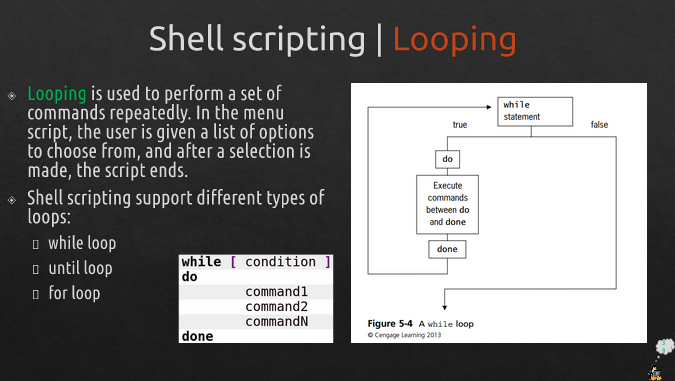 Shell scripting | Looping
Looping is used to perform a set of
commands repeatedly. In the menu
script, the user is given a list of options
to choose from, and after a selection is
made, the script ends.
Shell scripting support different types of
loops:
while loop
until loop
for loop
while [ condition ]
do
command1
command2
commandN
done
while
statement
true
false
do
Execute
commands
between do
and done
done
Figure 5-4 A while loop
© Cengage Learning 2013